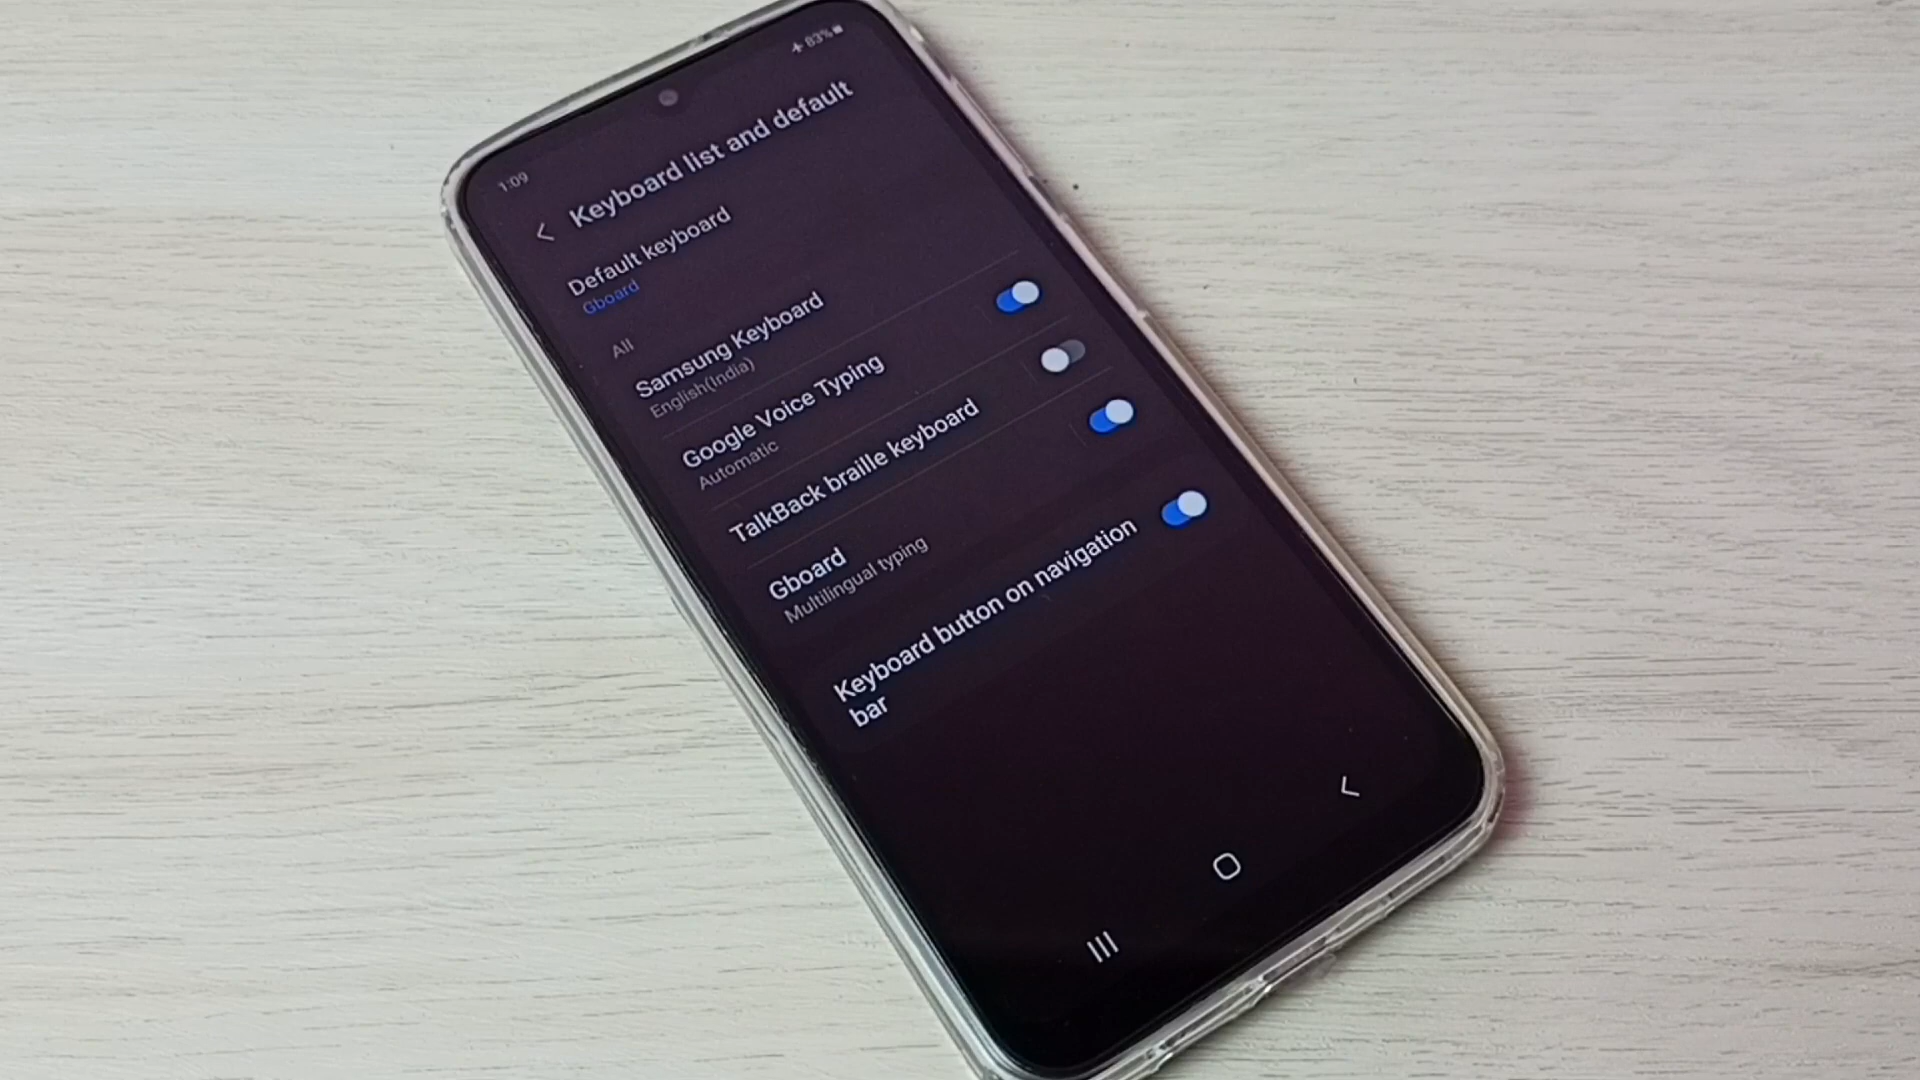 1:09
83%
Keyboard list and default
Default keyboard
Gboard
All
Samsung Keyboard
English(India)
Google Voice Typing
Automatic
TalkBack braille keyboard
Gboard
Multilingual typing
Keyboard button on navigation
bar